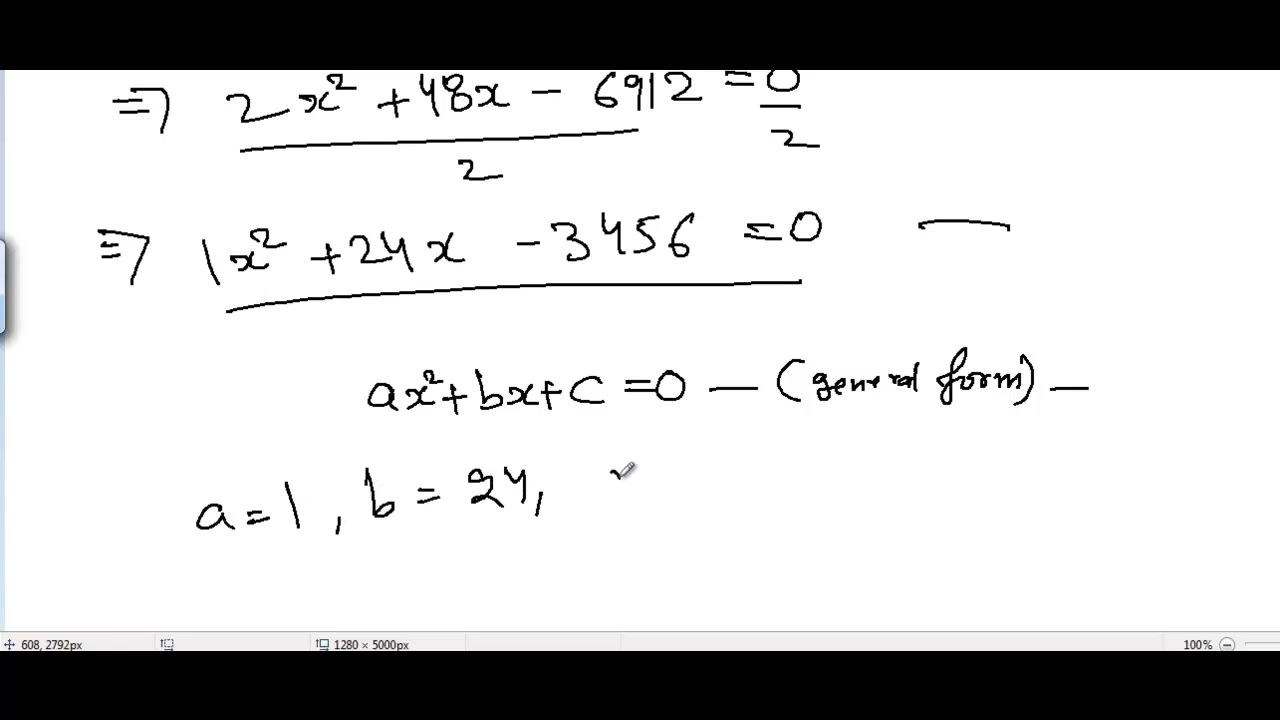 ⇒ 2x² + 48x - 6912 = 0
2 2
⇒ 1x² + 24x - 3456 = 0 —
ax² + bx + c = 0 — (general form) —
a = 1, b = 24,
608, 2792px 1280 × 5000px 100%